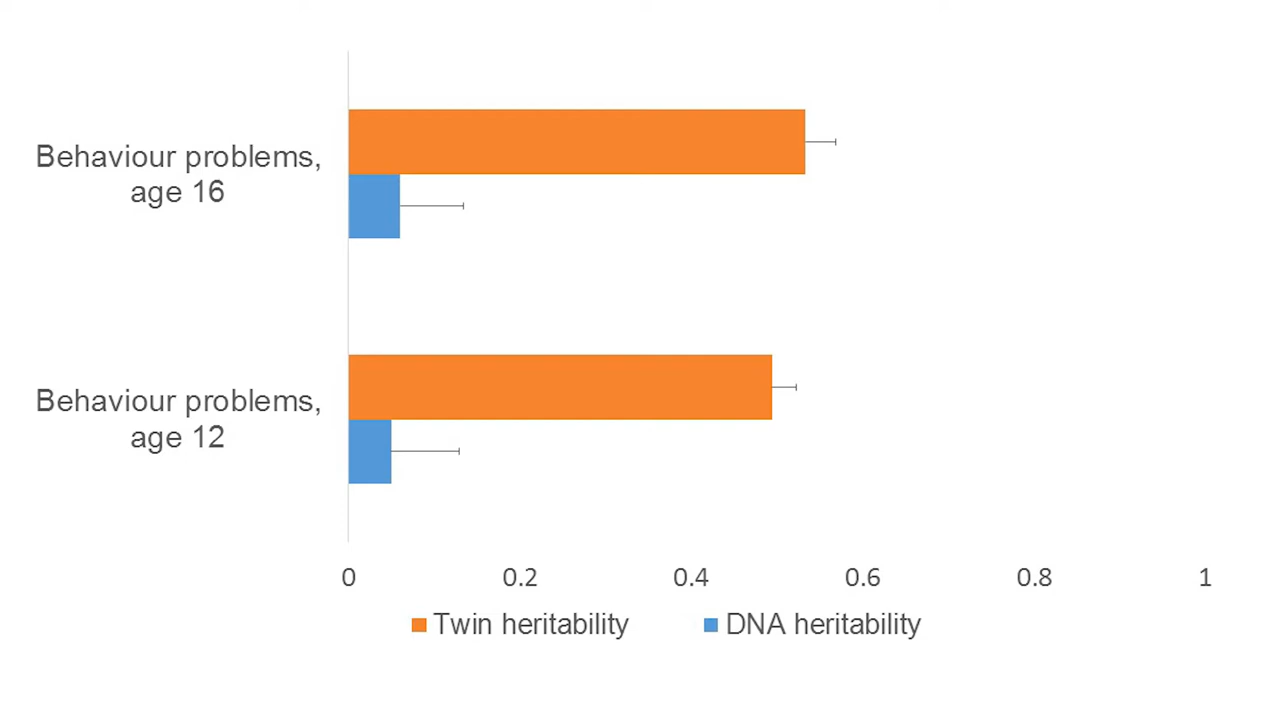 Behaviour problems,
age 16
Behaviour problems,
age 12
0 0.2 0.4 0.6 0.8 1
Twin heritability DNA heritability